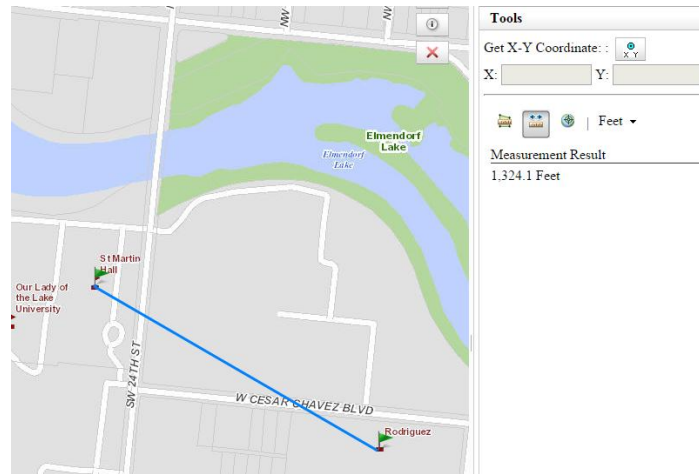 NW
NW
Elmendorf
Lake
Elmendorf
Lake
St Martin
Hall
Our Lady of
the Lake
University
SW 24TH ST
W CESAR CHAVEZ BLVD
Rodriguez
Tools
Get X-Y Coordinate: :
X Y
X:
Y:
Feet
Measurement Result
1,324.1 Feet